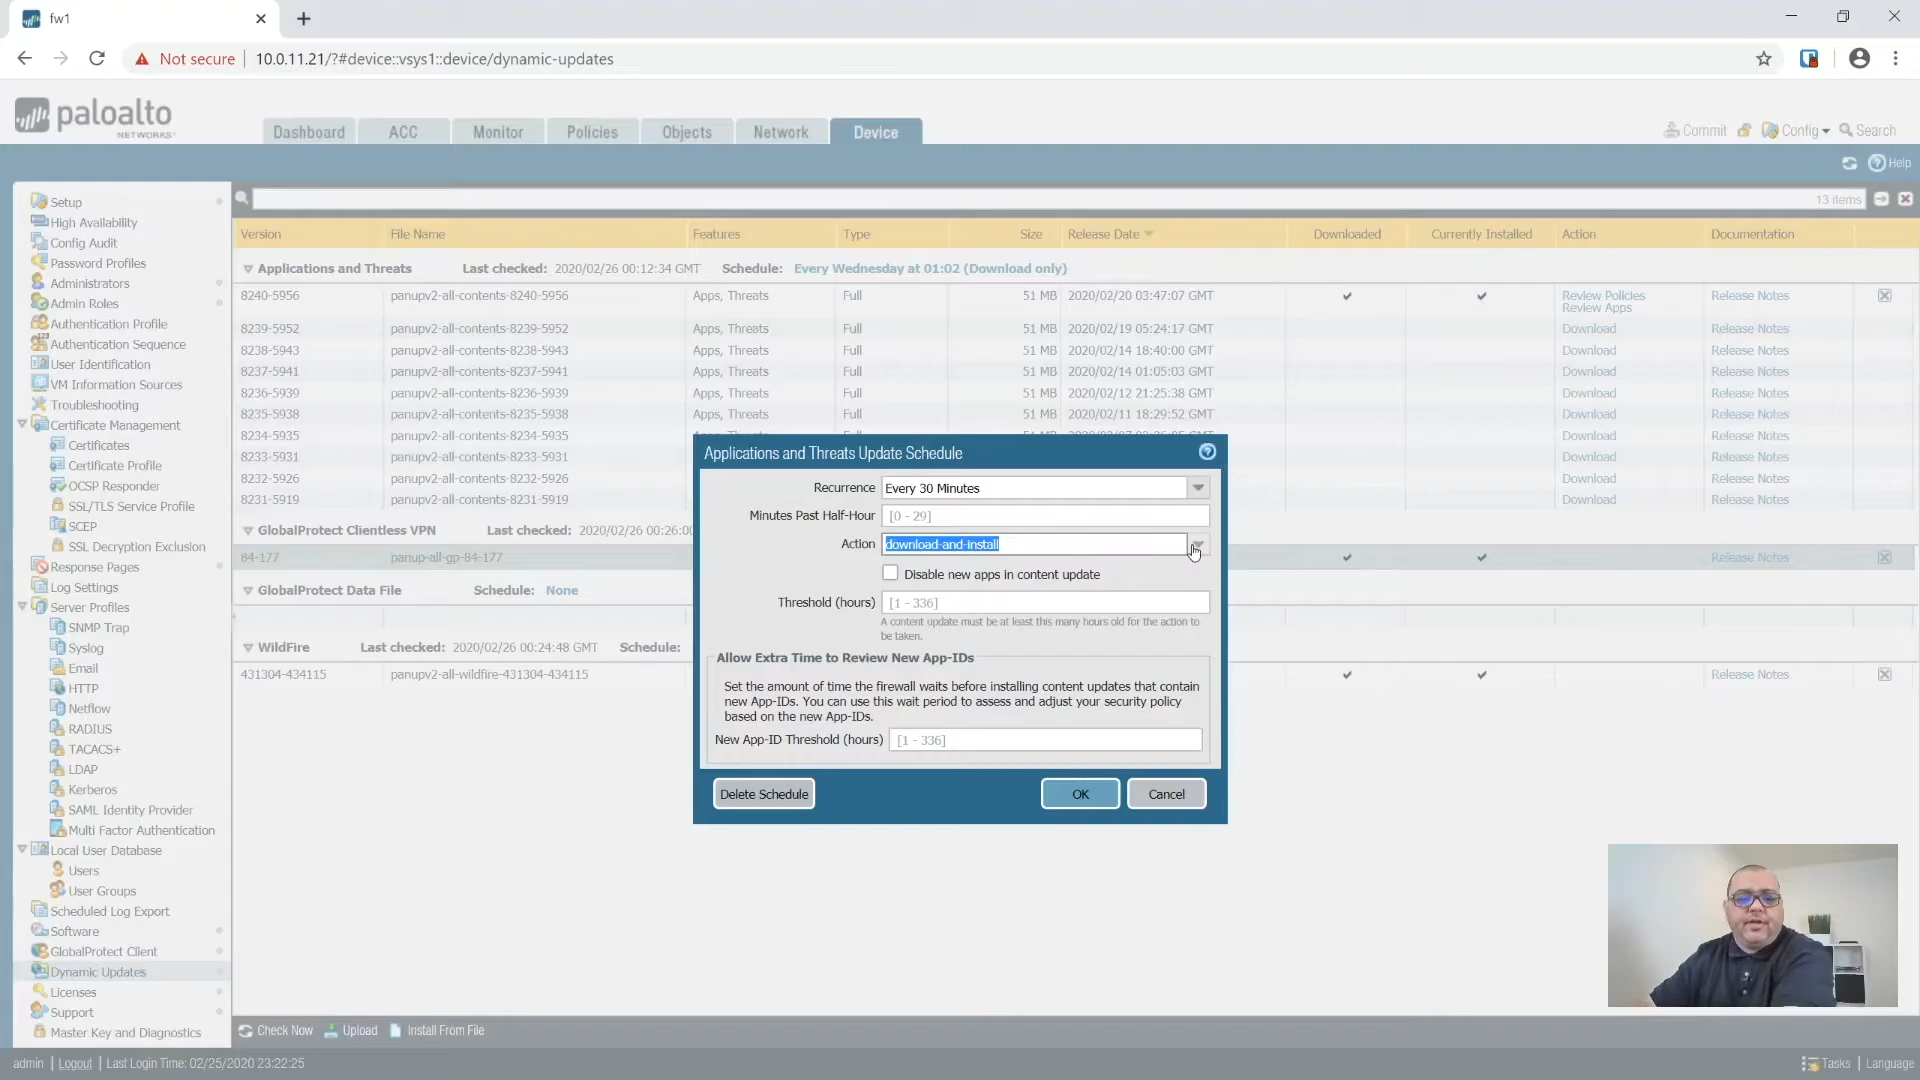 fw1
Not secure
10.0.11.21/?#device::vsys1::device/dynamic-updates
paloalto
NETWORKS
Dashboard
ACC
Monitor
Policies
Objects
Network
Device
Commit
Config
Search
Help
Setup
High Availability
Config Audit
Password Profiles
Administrators
Admin Roles
Authentication Profile
Authentication Sequence
User Identification
VM Information Sources
Troubleshooting
Certificate Management
Certificates
Certificate Profile
OCSP Responder
SSL/TLS Service Profile
SCEP
SSL Decryption Exclusion
Response Pages
Log Settings
Server Profiles
SNMP Trap
Syslog
Email
HTTP
Netflow
RADIUS
TACACS+
LDAP
Kerberos
SAML Identity Provider
Multi Factor Authentication
Local User Database
Users
User Groups
Scheduled Log Export
Software
GlobalProtect Client
Dynamic Updates
Licenses
Support
Master Key and Diagnostics
13 items
Version File Name Features Type Size Release Date Downloaded Currently Installed Action Documentation
Applications and Threats Last checked: 2020/02/26 00:12:34 GMT Schedule: Every Wednesday at 01:02 (Download only)
8240-5956 panupv2-all-contents-8240-5956 Apps, Threats Full 51 MB 2020/02/20 03:47:07 GMT Review Policies Release Notes
Review Apps
8239-5952 panupv2-all-contents-8239-5952 Apps, Threats Full 51 MB 2020/02/19 05:24:17 GMT Download Release Notes
8238-5943 panupv2-all-contents-8238-5943 Apps, Threats Full 51 MB 2020/02/14 18:40:00 GMT Download Release Notes
8237-5941 panupv2-all-contents-8237-5941 Apps, Threats Full 51 MB 2020/02/14 01:05:03 GMT Download Release Notes
8236-5939 panupv2-all-contents-8236-5939 Apps, Threats Full 51 MB 2020/02/12 21:25:38 GMT Download Release Notes
8235-5938 panupv2-all-contents-8235-5938 Apps, Threats Full 51 MB 2020/02/11 18:29:52 GMT Download Release Notes
8234-5935 panupv2-all-contents-8234-5935 Download Release Notes
8233-5931 panupv2-all-contents-8233-5931 Download Release Notes
8232-5926 panupv2-all-contents-8232-5926 Download Release Notes
8231-5919 panupv2-all-contents-8231-5919 Download Release Notes
GlobalProtect Clientless VPN Last checked: 2020/02/26 00:26:00
84-177 panup-all-gp-84-177 Release Notes
GlobalProtect Data File Schedule: None
WildFire Last checked: 2020/02/26 00:24:48 GMT Schedule:
431304-434115 panupv2-all-wildfire-431304-434115 Release Notes
Applications and Threats Update Schedule
Recurrence Every 30 Minutes
Minutes Past Half-Hour [0 - 29]
Action download-and-install
Disable new apps in content update
Threshold (hours) [1 - 336]
A content update must be at least this many hours old for the action to
be taken.
Allow Extra Time to Review New App-IDs
Set the amount of time the firewall waits before installing content updates that contain
new App-IDs. You can use this wait period to assess and adjust your security policy
based on the new App-IDs.
New App-ID Threshold (hours) [1 - 336]
Delete Schedule
OK
Cancel
Check Now
Upload
Install From File
admin | Logout | Last Login Time: 02/25/2020 23:22:25
Tasks | Language